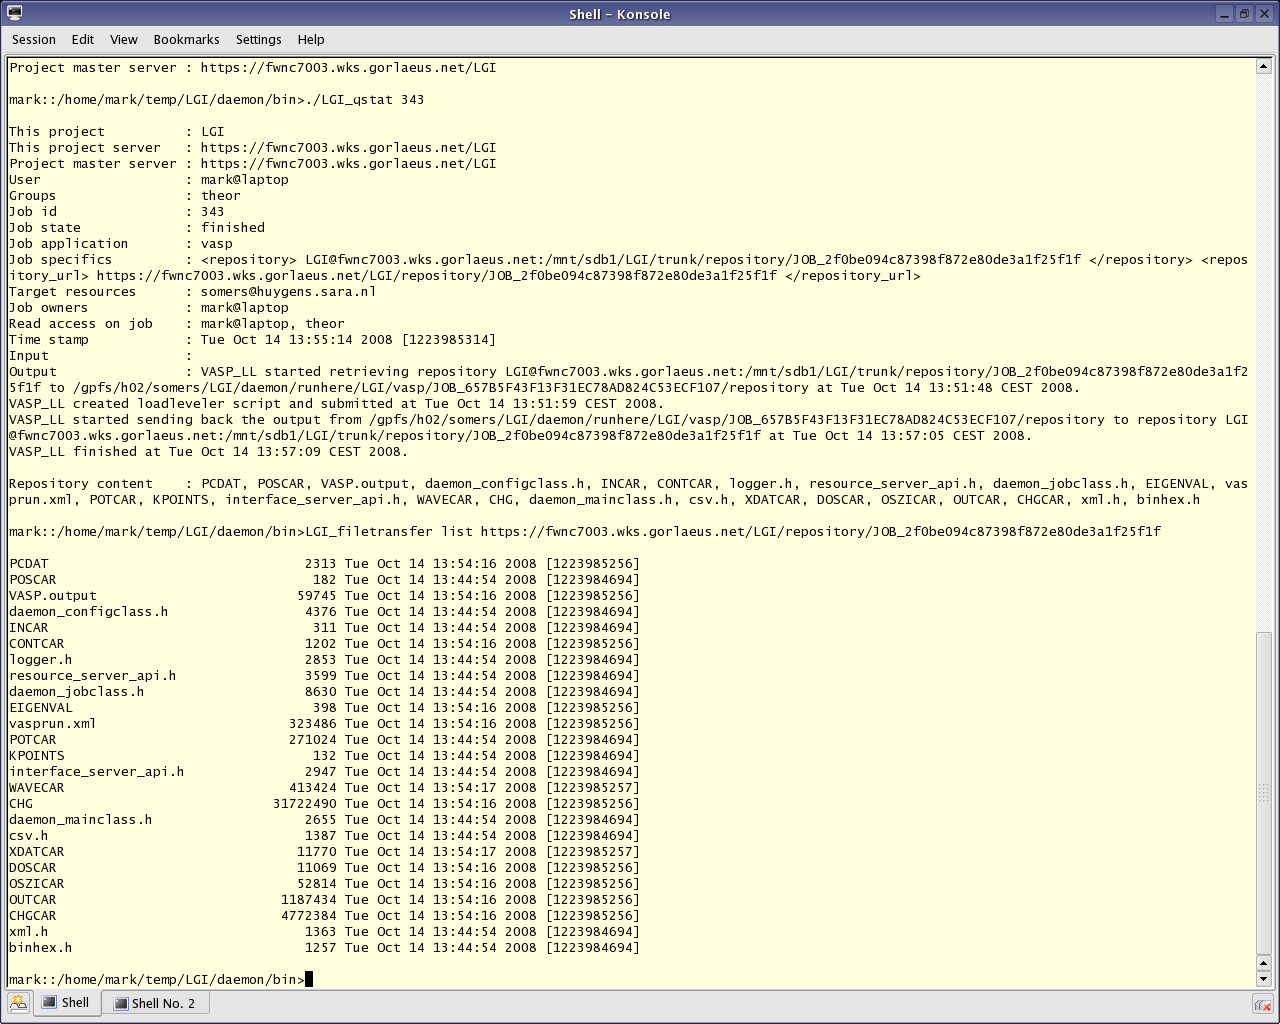 Shell - Konsole
Session Edit View Bookmarks Settings Help
Project master server : https://fwnc7003.wks.gorlaeus.net/LGI
mark::/home/mark/temp/LGI/daemon/bin>./LGI_qstat 343
This project : LGI
This project server : https://fwnc7003.wks.gorlaeus.net/LGI
Project master server : https://fwnc7003.wks.gorlaeus.net/LGI
User : mark@laptop
Groups : theor
Job id : 343
Job state : finished
Job application : vasp
Job specifics : <repository> LGI@fwnc7003.wks.gorlaeus.net:/mnt/sdb1/LGI/trunk/repository/JOB_2f0be094c87398f872e80de3a1f25f1f </repository> <repos
itory_url> https://fwnc7003.wks.gorlaeus.net/LGI/repository/JOB_2f0be094c87398f872e80de3a1f25f1f </repository_url>
Target resources : somers@huygens.sara.nl
Job owners : mark@laptop
Read access on job : mark@laptop, theor
Time stamp : Tue Oct 14 13:55:14 2008 [1223985314]
Input :
Output : VASP_LL started retrieving repository LGI@fwnc7003.wks.gorlaeus.net:/mnt/sdb1/LGI/trunk/repository/JOB_2f0be094c87398f872e80de3a1f2
5f1f to /gpfs/h02/somers/LGI/daemon/runhere/LGI/vasp/JOB_657B5F43F13F31EC78AD824C53ECF107/repository at Tue Oct 14 13:51:48 CEST 2008.
VASP_LL created loadleveler script and submitted at Tue Oct 14 13:51:59 CEST 2008.
VASP_LL started sending back the output from /gpfs/h02/somers/LGI/daemon/runhere/LGI/vasp/JOB_657B5F43F13F31EC78AD824C53ECF107/repository to repository LGI
@fwnc7003.wks.gorlaeus.net:/mnt/sdb1/LGI/trunk/repository/JOB_2f0be094c87398f872e80de3a1f25f1f at Tue Oct 14 13:57:05 CEST 2008.
VASP_LL finished at Tue Oct 14 13:57:09 CEST 2008.
Repository content : PCDAT, POSCAR, VASP.output, daemon_configclass.h, INCAR, CONTCAR, logger.h, resource_server_api.h, daemon_jobclass.h, EIGENVAL, vas
prun.xml, POTCAR, KPOINTS, interface_server_api.h, WAVECAR, CHG, daemon_mainclass.h, csv.h, XDATCAR, DOSCAR, OSZICAR, OUTCAR, CHGCAR, xml.h, binhex.h
mark::/home/mark/temp/LGI/daemon/bin>LGI_filetransfer list https://fwnc7003.wks.gorlaeus.net/LGI/repository/JOB_2f0be094c87398f872e80de3a1f25f1f
PCDAT 2313 Tue Oct 14 13:54:16 2008 [1223985256]
POSCAR 182 Tue Oct 14 13:44:54 2008 [1223984694]
VASP.output 59745 Tue Oct 14 13:54:16 2008 [1223985256]
daemon_configclass.h 4376 Tue Oct 14 13:44:54 2008 [1223984694]
INCAR 311 Tue Oct 14 13:44:54 2008 [1223984694]
CONTCAR 1202 Tue Oct 14 13:54:16 2008 [1223985256]
logger.h 2853 Tue Oct 14 13:44:54 2008 [1223984694]
resource_server_api.h 3599 Tue Oct 14 13:44:54 2008 [1223984694]
daemon_jobclass.h 8630 Tue Oct 14 13:44:54 2008 [1223984694]
EIGENVAL 398 Tue Oct 14 13:54:16 2008 [1223985256]
vasprun.xml 323486 Tue Oct 14 13:54:16 2008 [1223985256]
POTCAR 271024 Tue Oct 14 13:44:54 2008 [1223984694]
KPOINTS 132 Tue Oct 14 13:44:54 2008 [1223984694]
interface_server_api.h 2947 Tue Oct 14 13:44:54 2008 [1223984694]
WAVECAR 413424 Tue Oct 14 13:54:17 2008 [1223985257]
CHG 31722490 Tue Oct 14 13:54:16 2008 [1223985256]
daemon_mainclass.h 2655 Tue Oct 14 13:44:54 2008 [1223984694]
csv.h 1387 Tue Oct 14 13:44:54 2008 [1223984694]
XDATCAR 11770 Tue Oct 14 13:54:17 2008 [1223985257]
DOSCAR 11069 Tue Oct 14 13:54:16 2008 [1223985256]
OSZICAR 52814 Tue Oct 14 13:54:16 2008 [1223985256]
OUTCAR 1187434 Tue Oct 14 13:54:16 2008 [1223985256]
CHGCAR 4772384 Tue Oct 14 13:54:16 2008 [1223985256]
xml.h 1363 Tue Oct 14 13:44:54 2008 [1223984694]
binhex.h 1257 Tue Oct 14 13:44:54 2008 [1223984694]
mark::/home/mark/temp/LGI/daemon/bin>
Shell Shell No. 2